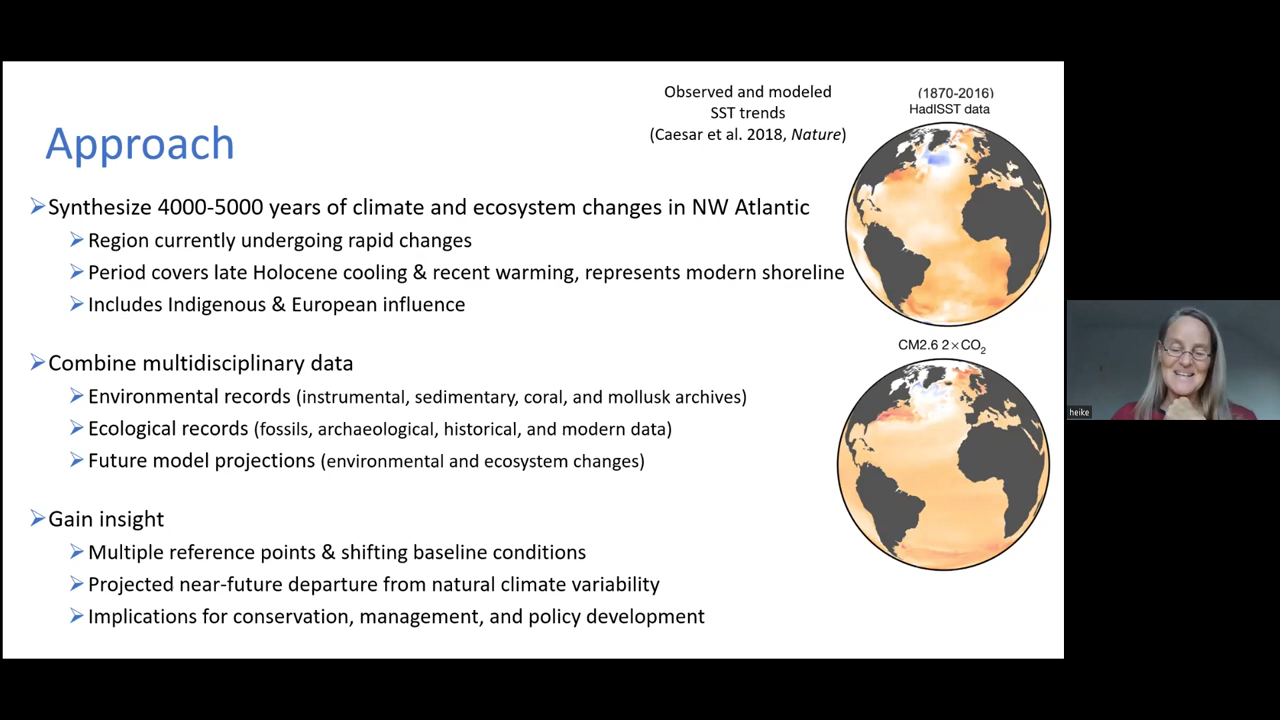 Observed and modeled
SST trends
(Caesar et al. 2018, Nature)
(1870-2016)
HadISST data
Approach
Synthesize 4000-5000 years of climate and ecosystem changes in NW Atlantic
Region currently undergoing rapid changes
Period covers late Holocene cooling & recent warming, represents modern shoreline
Includes Indigenous & European influence
CM2.6 2×CO2
Combine multidisciplinary data
Environmental records (instrumental, sedimentary, coral, and mollusk archives)
Ecological records (fossils, archaeological, historical, and modern data)
Future model projections (environmental and ecosystem changes)
Gain insight
Multiple reference points & shifting baseline conditions
Projected near-future departure from natural climate variability
Implications for conservation, management, and policy development
heike